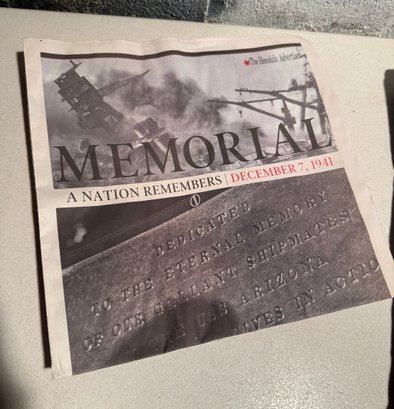 The Honolulu Advertiser
MEMORIAL
A NATION REMEMBERS | DECEMBER 7, 1941
DEDICATED
TO THE ETERNAL MEMORY
OF OUR GALLANT SHIPMATES
USS ARIZONA
LIVES IN ACTIO